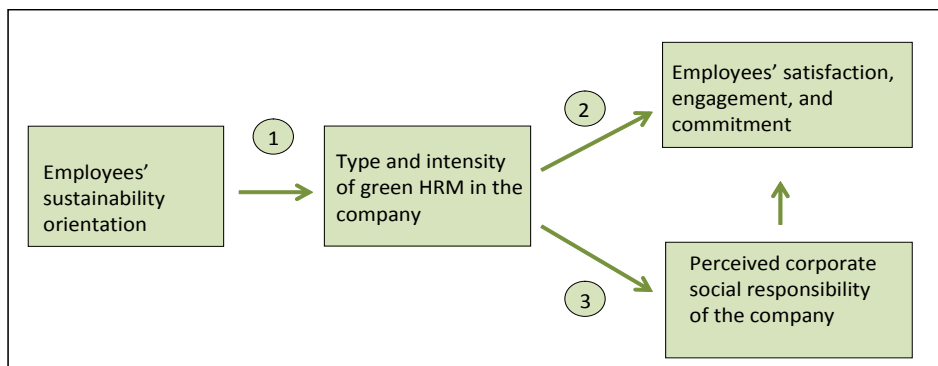 Employees'
sustainability
orientation
1
Type and intensity
of green HRM in the
company
2
Employees' satisfaction,
engagement, and
commitment
3
Perceived corporate
social responsibility
of the company